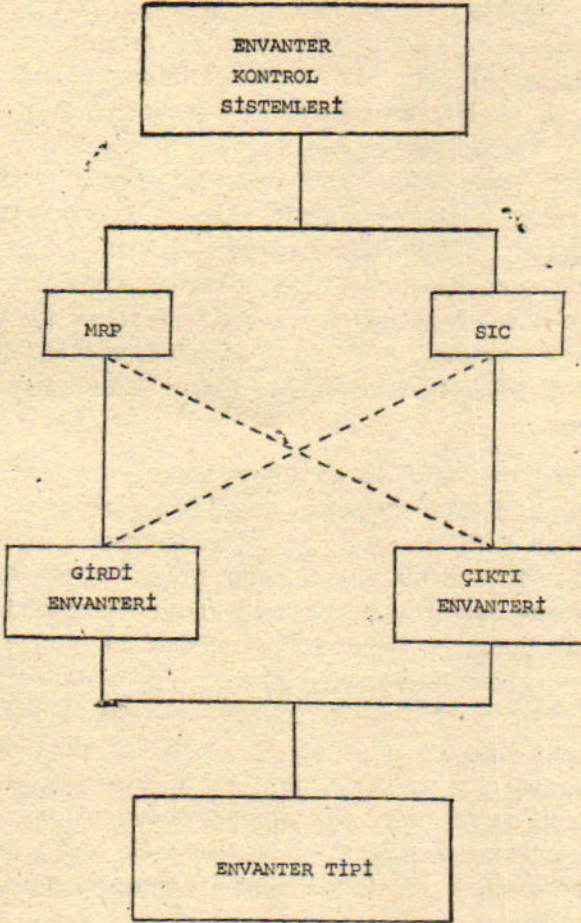 ENVANTER
KONTROL
SİSTEMLERİ
MRP
SIC
GİRDİ
ENVANTERİ
ÇIKTI
ENVANTERİ
ENVANTER TİPİ